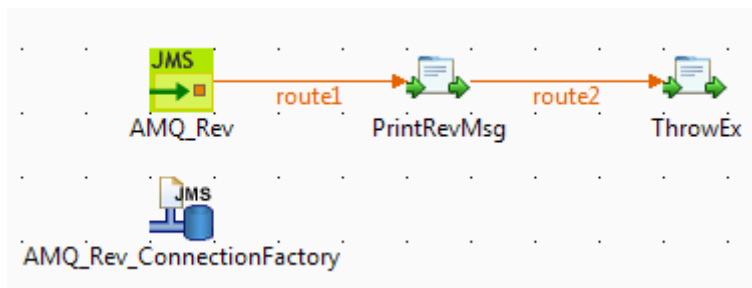 JMS
route1
route2
AMQ_Rev
PrintRevMsg
ThrowEx
JMS
AMQ_Rev_ConnectionFactory